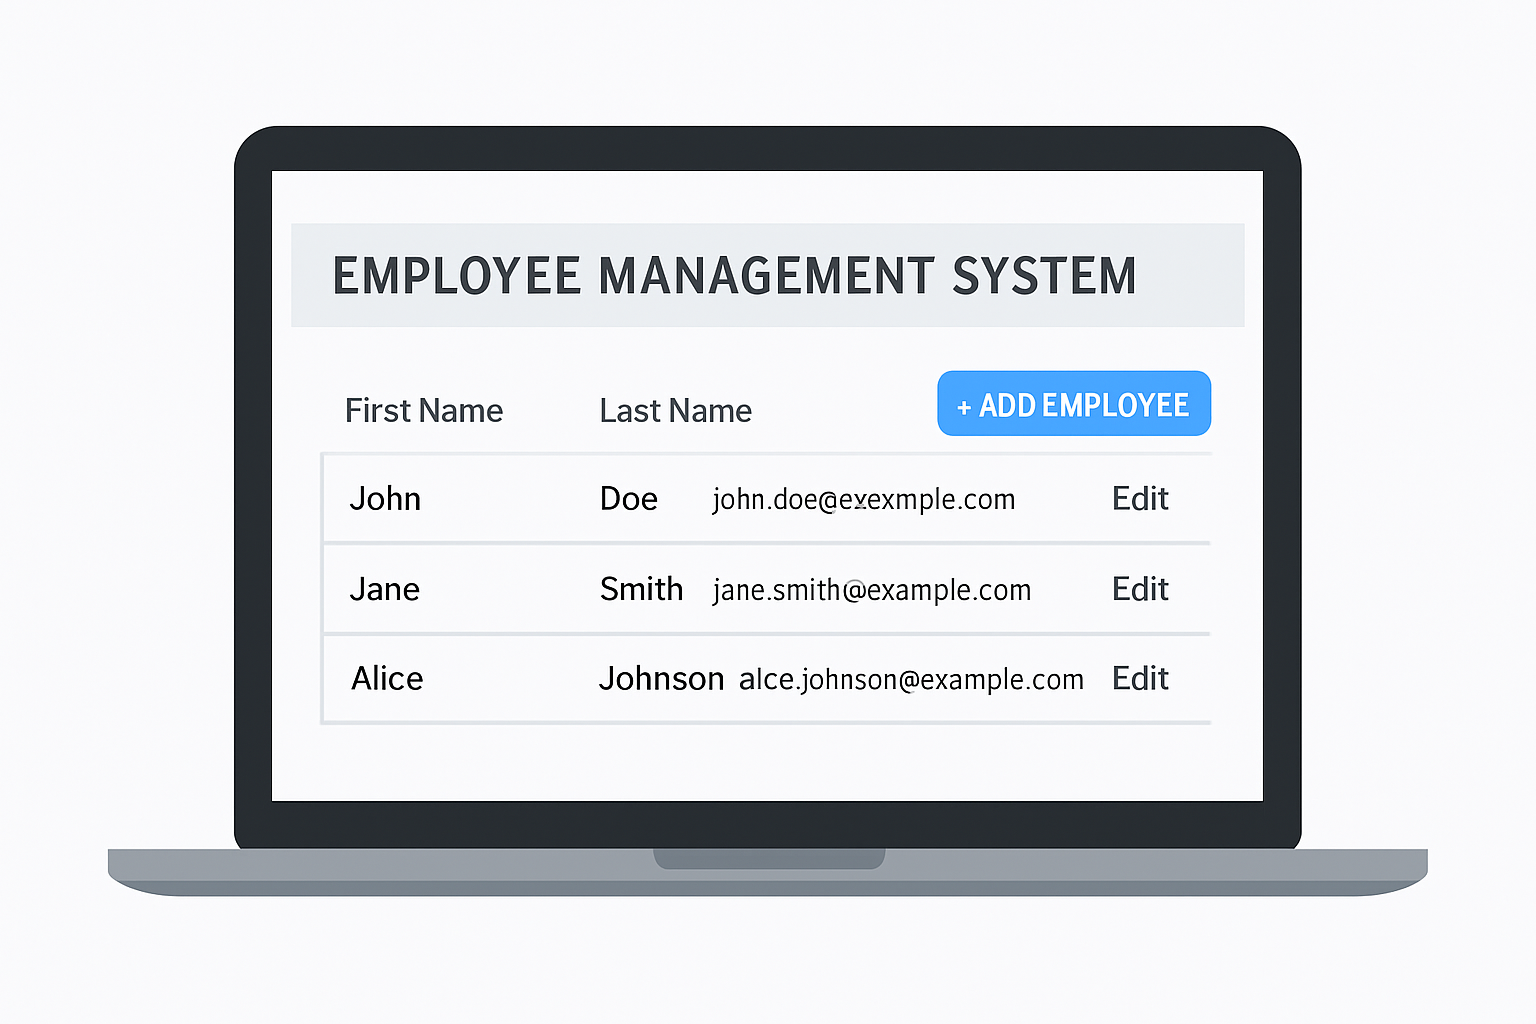 EMPLOYEE MANAGEMENT SYSTEM
First Name Last Name + ADD EMPLOYEE
John Doe john.doe@exexmple.com Edit
Jane Smith jane.smith@example.com Edit
Alice Johnson alce.johnson@example.com Edit